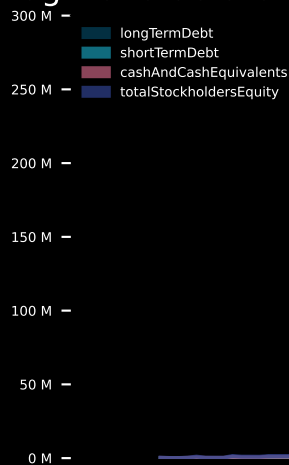 300 M
longTermDebt
shortTermDebt
cashAndCashEquivalents
totalStockholdersEquity
250 M
200 M
150 M
100 M
50 M
0 M